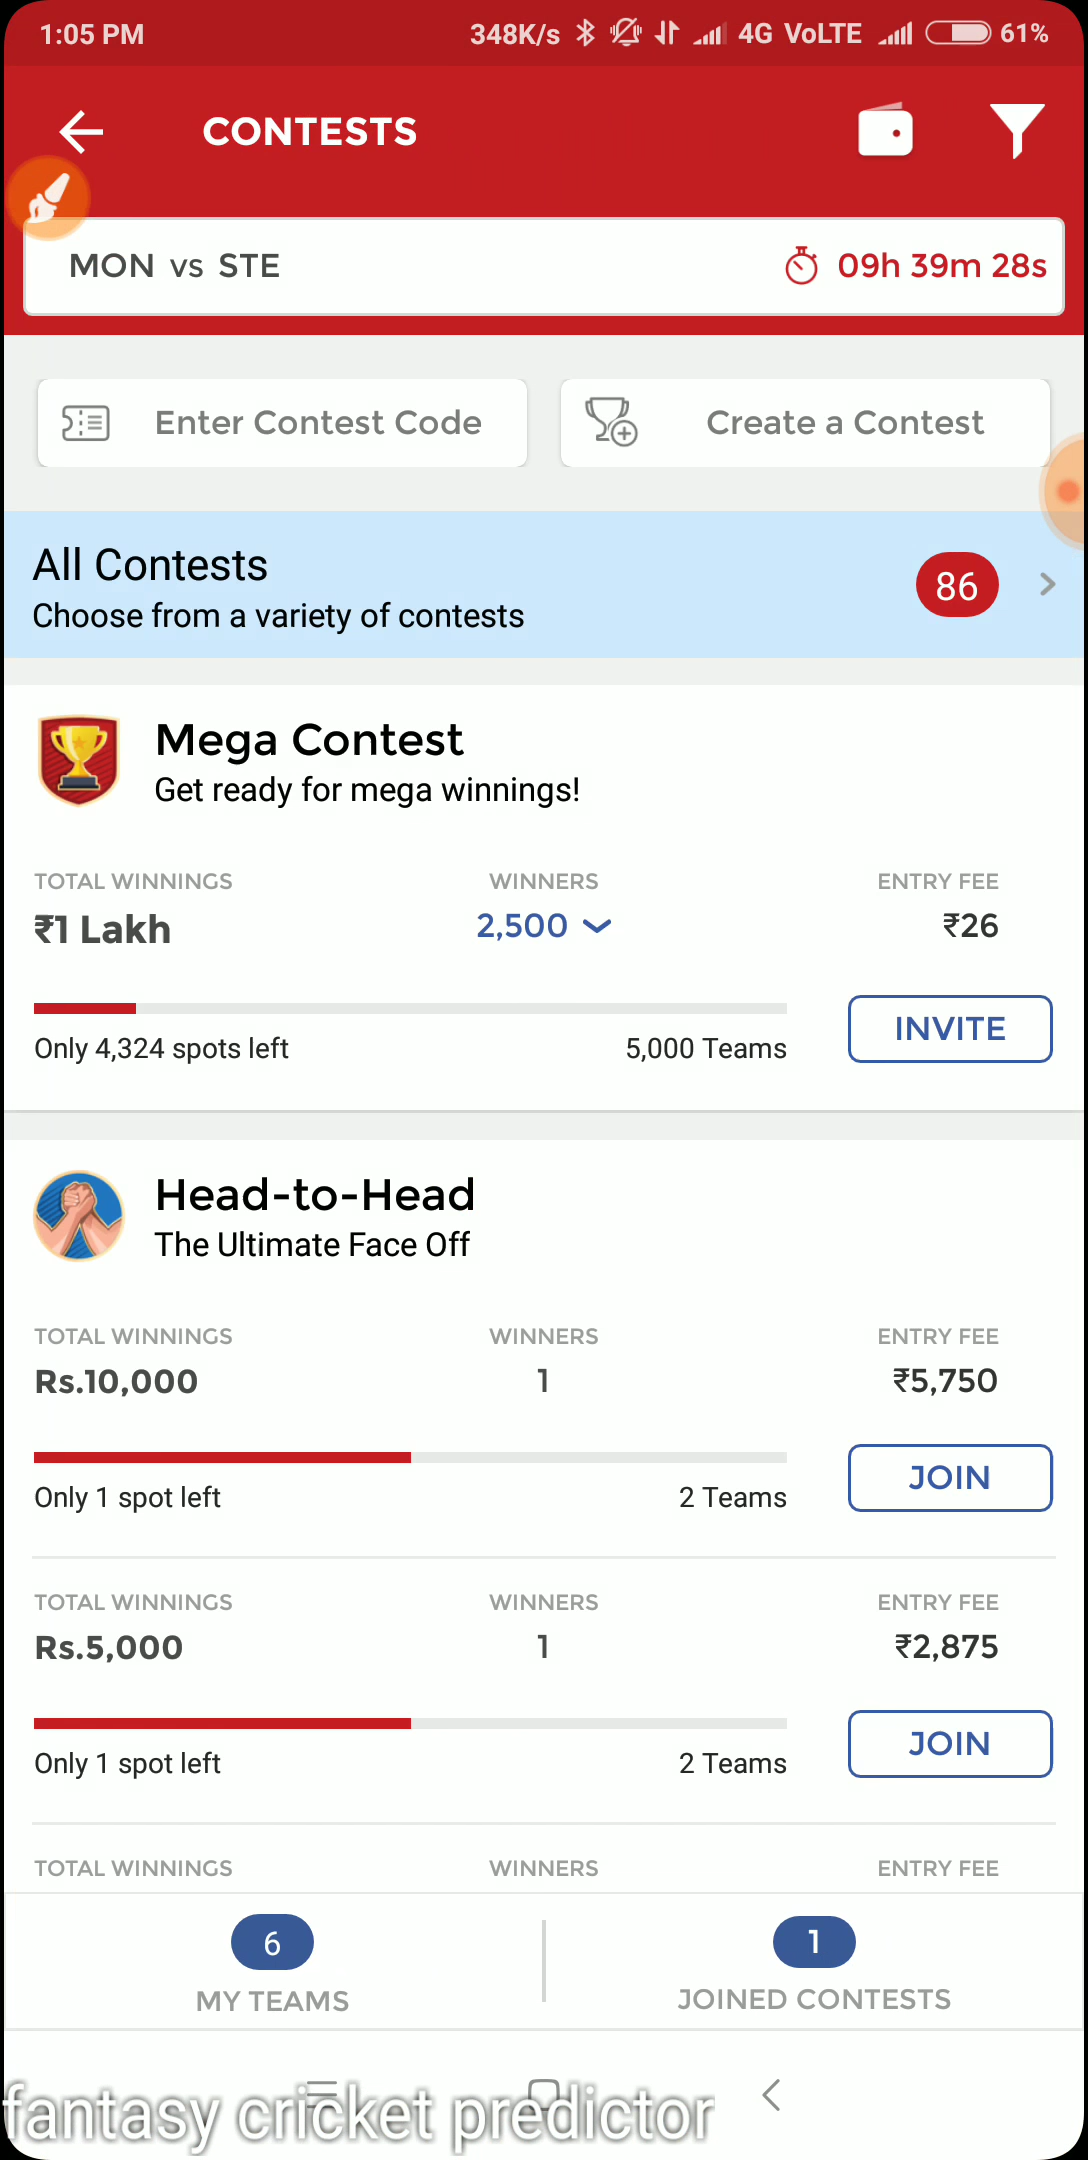 1:05 PM 348K/s 4G VoLTE 61%
CONTESTS
MON vs STE 09h 39m 28s
Enter Contest Code Create a Contest
All Contests 86
Choose from a variety of contests
Mega Contest
Get ready for mega winnings!
TOTAL WINNINGS WINNERS ENTRY FEE
₹1 Lakh 2,500 ₹26
Only 4,324 spots left 5,000 Teams INVITE
Head-to-Head
The Ultimate Face Off
TOTAL WINNINGS WINNERS ENTRY FEE
Rs.10,000 1 ₹5,750
Only 1 spot left 2 Teams JOIN
TOTAL WINNINGS WINNERS ENTRY FEE
Rs.5,000 1 ₹2,875
Only 1 spot left 2 Teams JOIN
TOTAL WINNINGS WINNERS ENTRY FEE
6 1
MY TEAMS JOINED CONTESTS
fantasy cricket predictor